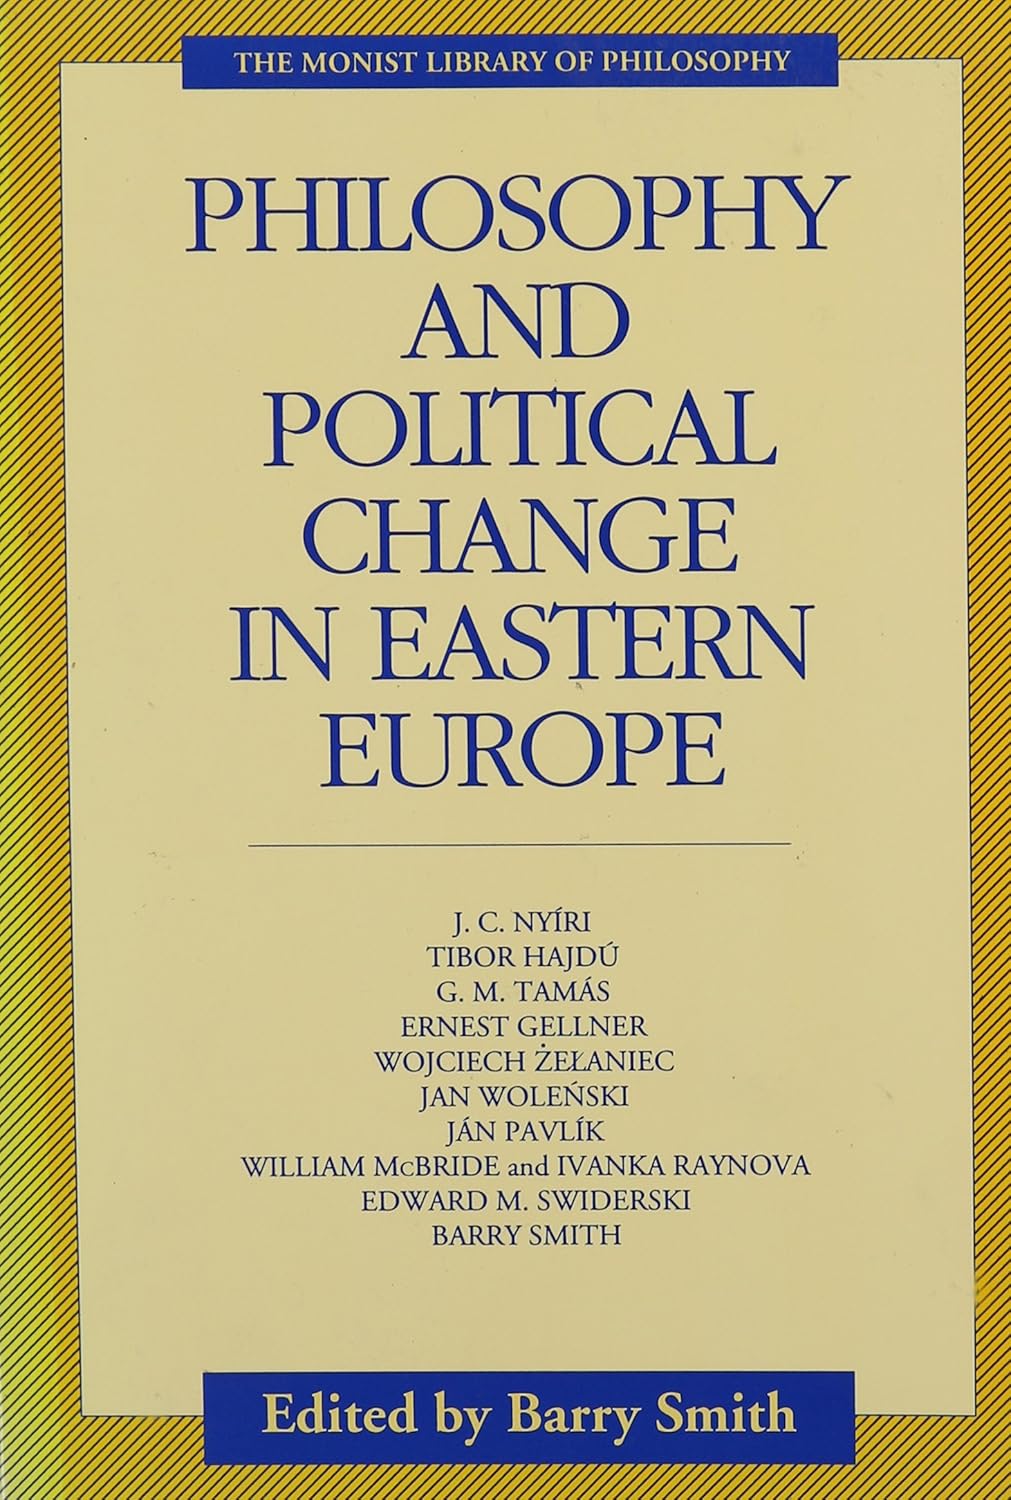 THE MONIST LIBRARY OF PHILOSOPHY
PHILOSOPHY
AND
POLITICAL
CHANGE
IN EASTERN
EUROPE
J. C. NYÍRI
TIBOR HAJDÚ
G. M. TAMÁS
ERNEST GELLNER
WOJCIECH ŻEŁANIEC
JAN WOLEŃSKI
JÁN PAVLÍK
WILLIAM McBRIDE and IVANKA RAYNOVA
EDWARD M. SWIDERSKI
BARRY SMITH
Edited by Barry Smith